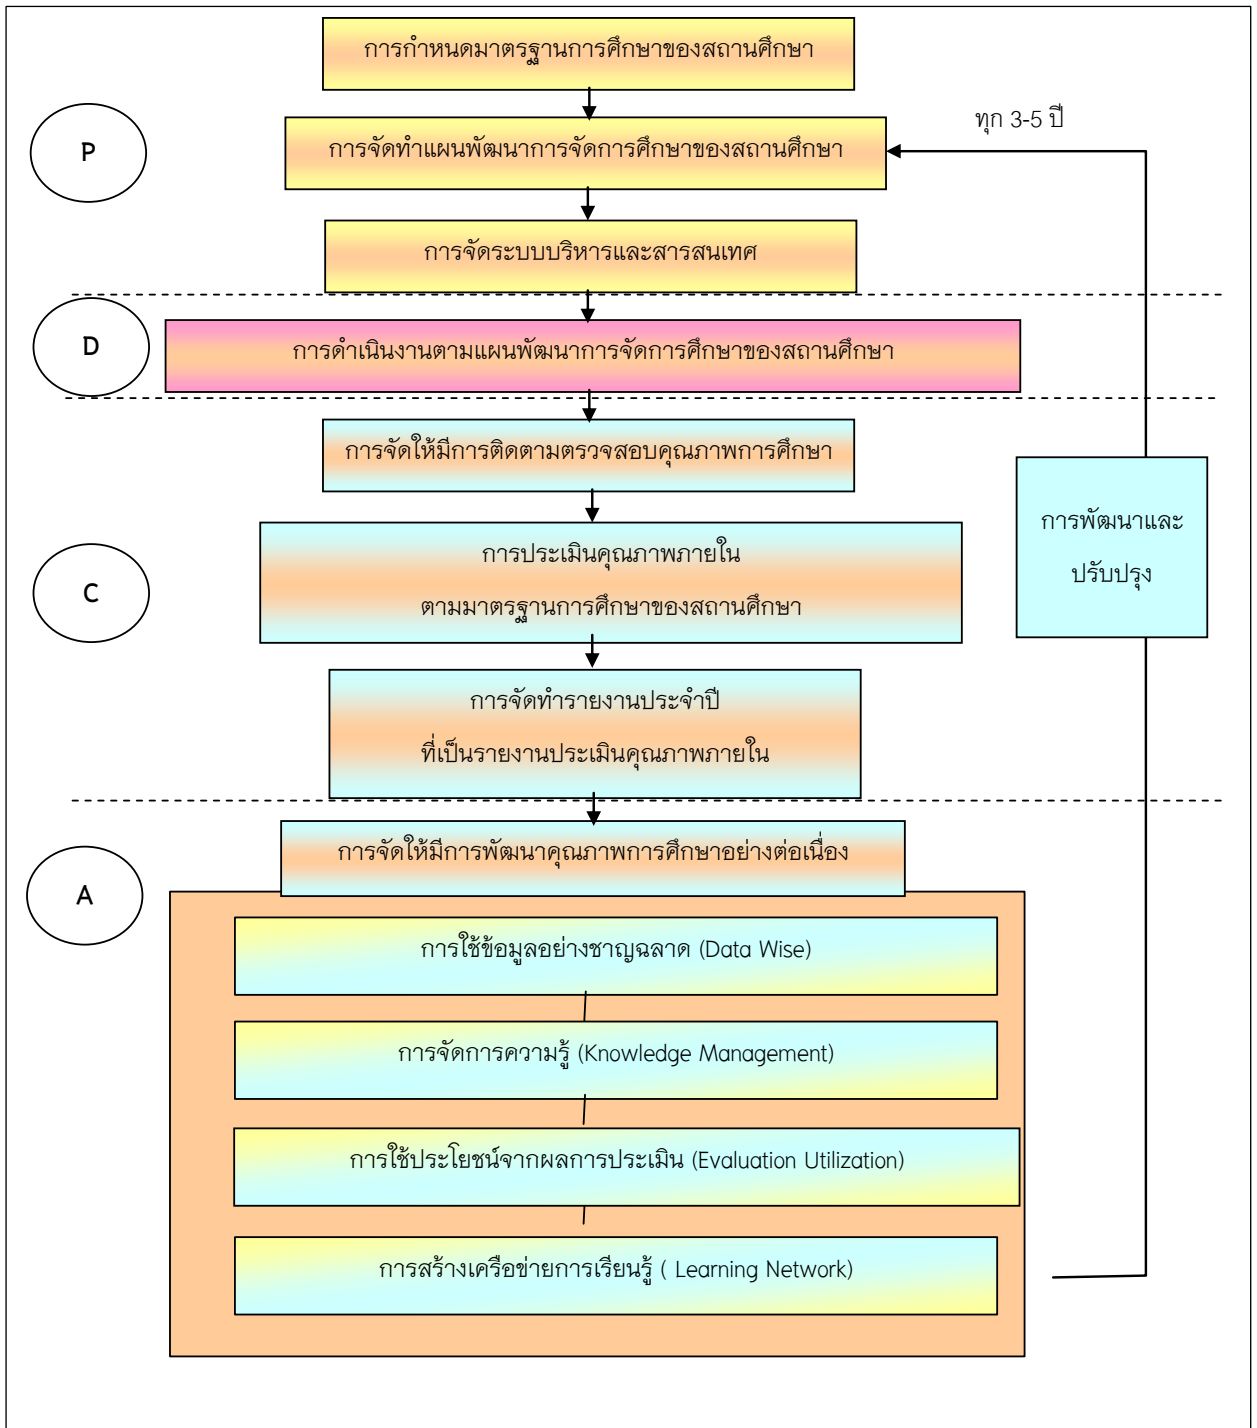 การกำหนดมาตรฐานการศึกษาของสถานศึกษา
ทุก 3-5 ปี
P
การจัดทำแผนพัฒนาการจัดการศึกษาของสถานศึกษา
การจัดระบบบริหารและสารสนเทศ
D
การดำเนินงานตามแผนพัฒนาการจัดการศึกษาของสถานศึกษา
การจัดให้มีการติดตามตรวจสอบคุณภาพการศึกษา
การพัฒนาและ
ปรับปรุง
C
การประเมินคุณภาพภายใน
ตามมาตรฐานการศึกษาของสถานศึกษา
การจัดทำรายงานประจำปี
ที่เป็นรายงานประเมินคุณภาพภายใน
A
การจัดให้มีการพัฒนาคุณภาพการศึกษาอย่างต่อเนื่อง
การใช้ข้อมูลอย่างชาญฉลาด (Data Wise)
การจัดการความรู้ (Knowledge Management)
การใช้ประโยชน์จากผลการประเมิน (Evaluation Utilization)
การสร้างเครือข่ายการเรียนรู้ ( Learning Network)